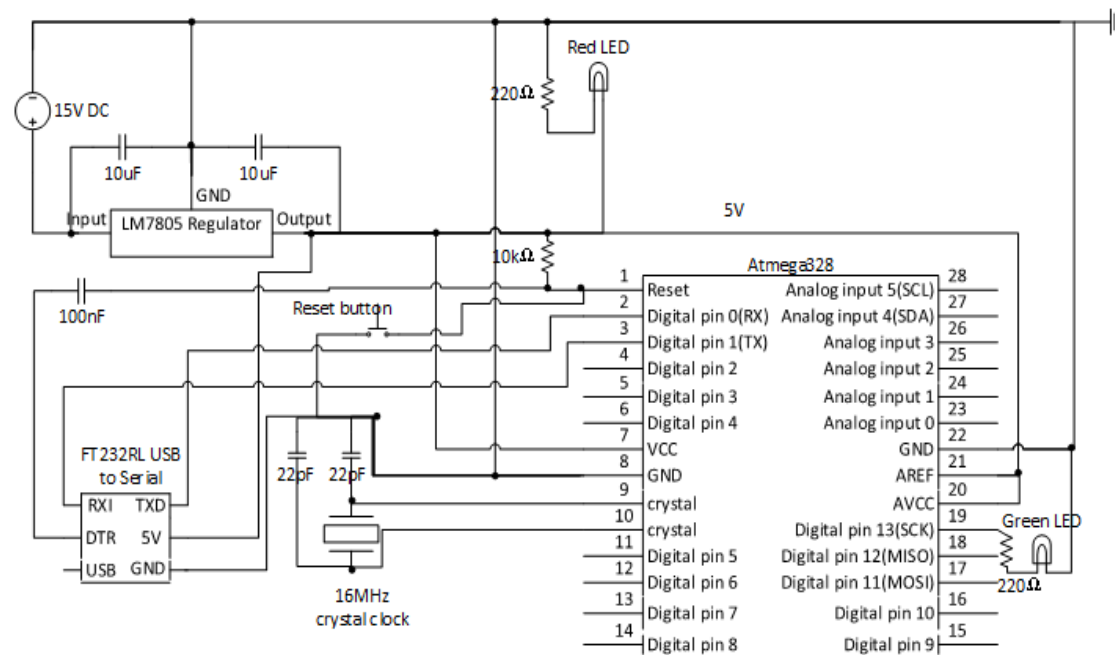 Red LED
220Ω
15V DC
10uF
10uF
GND
Input
LM7805 Regulator
Output
5V
10kΩ
Atmega328
100nF
Reset button
1
Reset
2
Digital pin 0(RX)
3
Digital pin 1(TX)
4
Digital pin 2
5
Digital pin 3
6
Digital pin 4
7
VCC
8
GND
9
crystal
10
crystal
11
Digital pin 5
12
Digital pin 6
13
Digital pin 7
14
Digital pin 8
28
Analog input 5(SCL)
27
Analog input 4(SDA)
26
Analog input 3
25
Analog input 2
24
Analog input 1
23
Analog input 0
22
GND
21
AREF
20
AVCC
19
Digital pin 13(SCK)
18
Digital pin 12(MISO)
17
Digital pin 11(MOSI)
16
Digital pin 10
15
Digital pin 9
Green LED
220Ω
FT232RL USB
to Serial
RXI TXD
DTR 5V
USB GND
22pF
22pF
16MHz
crystal clock
- +